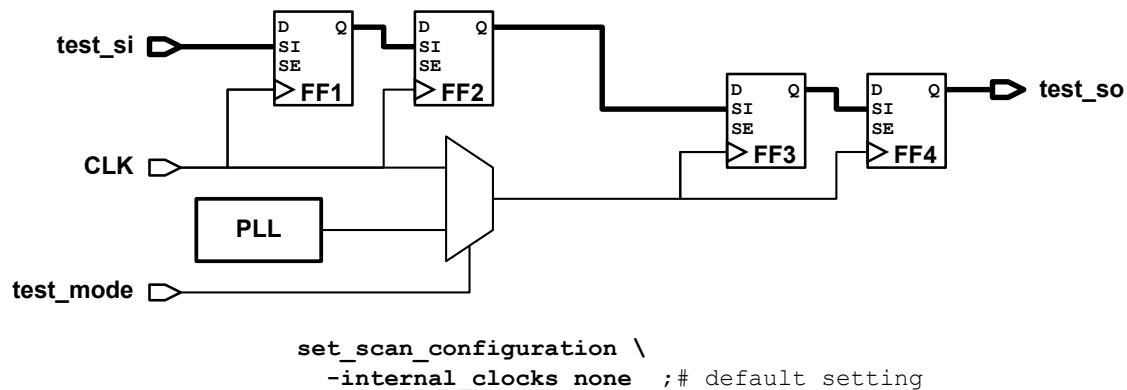 D Q
SI
SE
FF1
D Q
SI
SE
FF2
test_si
D Q
SI
SE
FF3
D Q
SI
SE
FF4
test_so
CLK
PLL
test_mode
set_scan_configuration \
-internal_clocks none ;# default setting